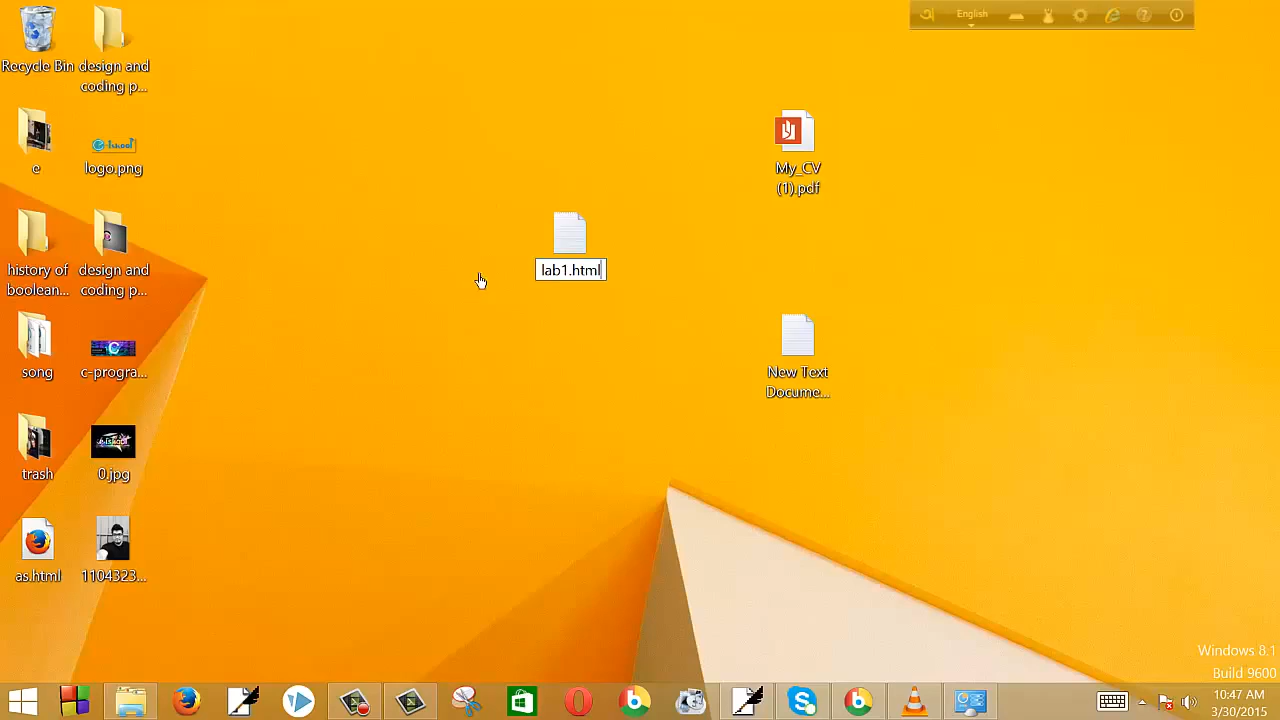 English
Recycle Bin
design and
coding p...
e
logo.png
e-1skool
history of
boolean...
design and
coding p...
song
c-progra...
trash
0.jpg
as.html
1104323...
My_CV
(1).pdf
lab1.html
New Text
Docume...
Windows 8.1
Build 9600
10:47 AM
3/30/2015